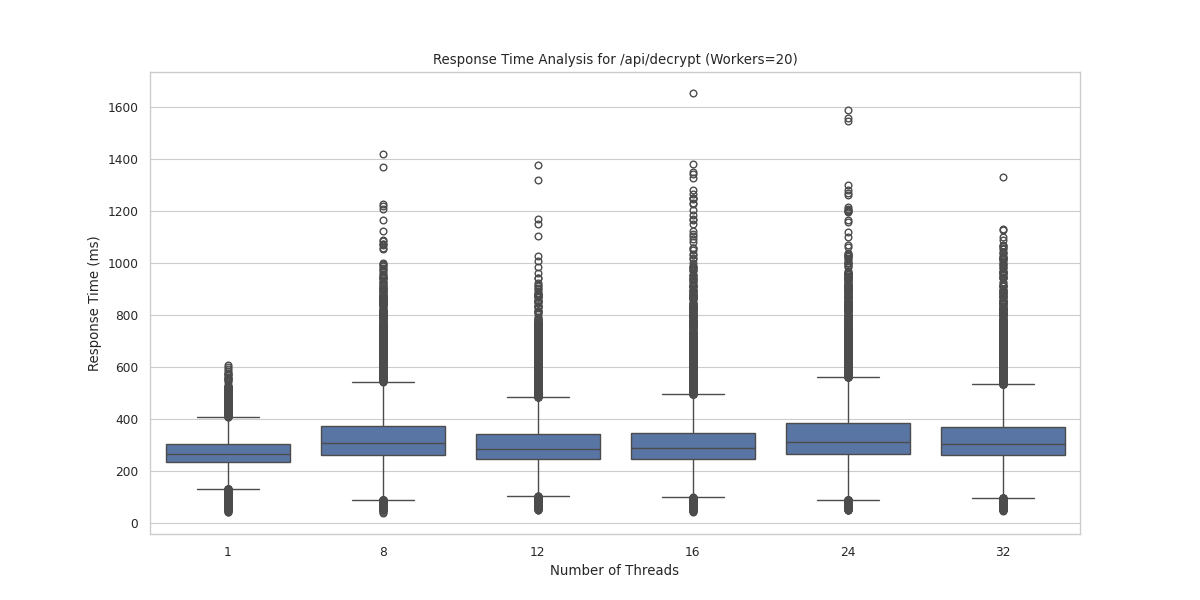 Response Time Analysis for /api/decrypt (Workers=20)
Response Time (ms)
1600
1400
1200
1000
800
600
400
200
0
1 8 12 16 24 32
Number of Threads